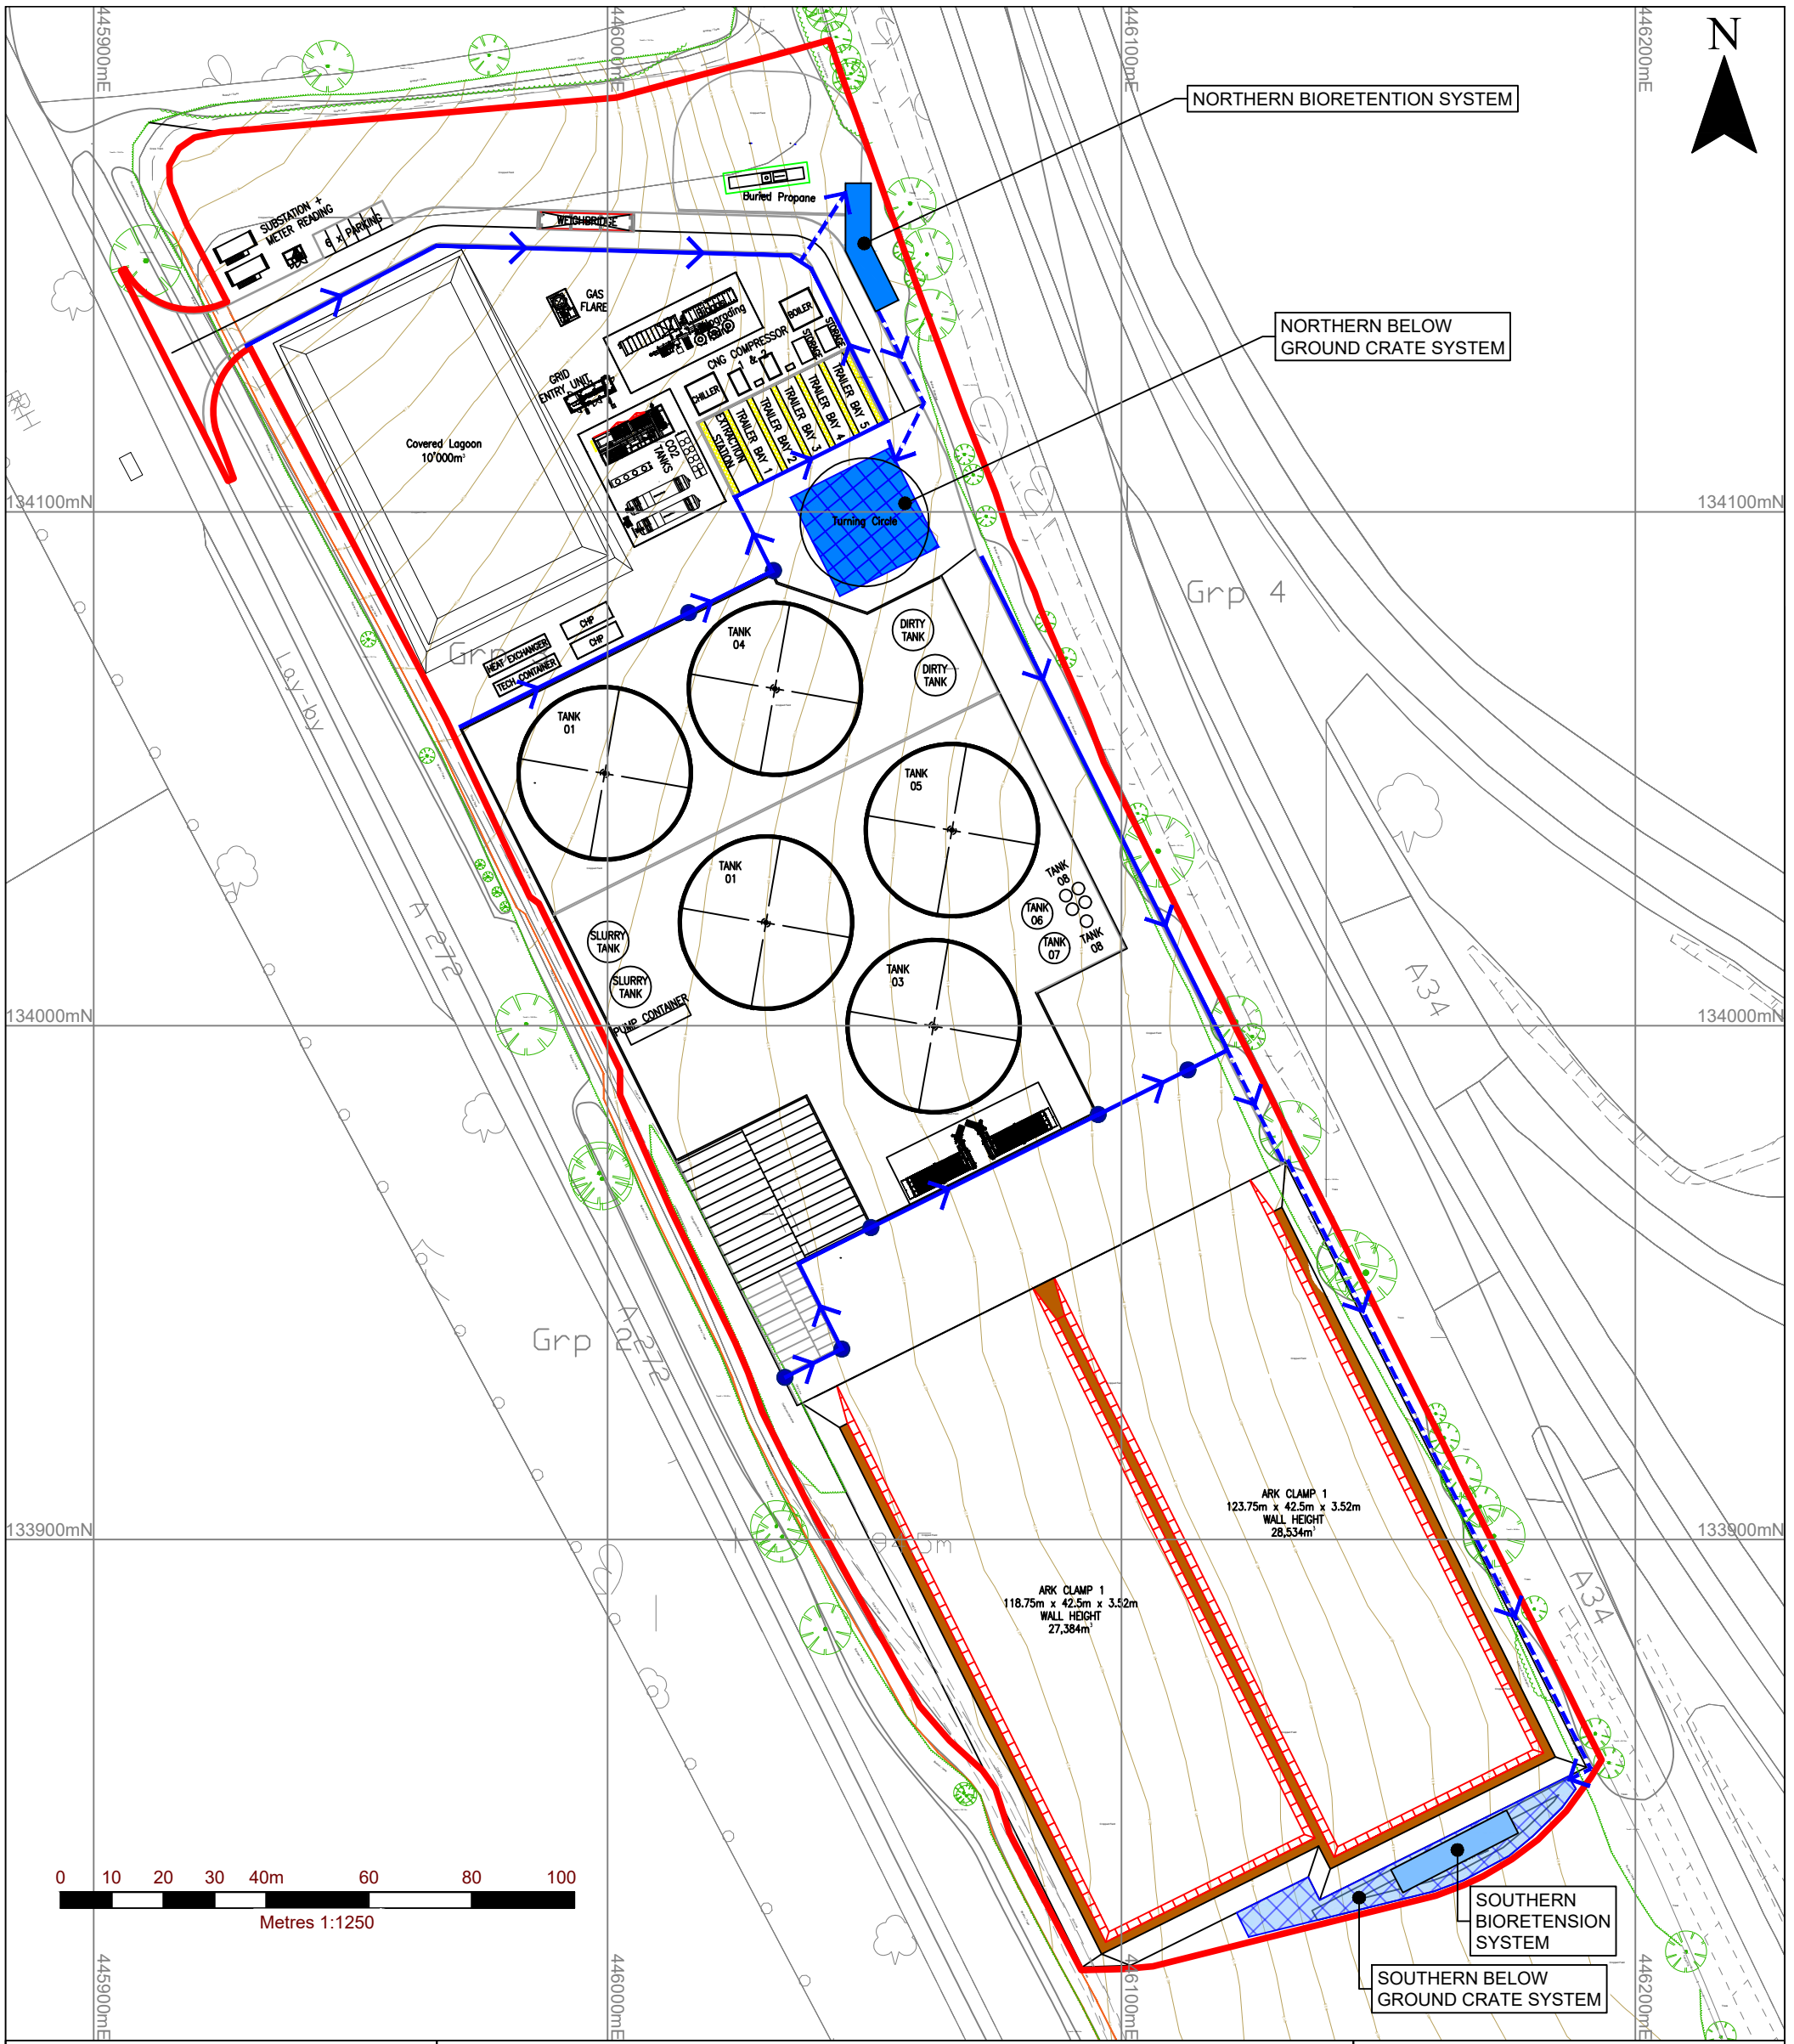 445900mE
446000mE
446100mE
446200mE
N
NORTHERN BIORETENTION SYSTEM
Buried Propane
SUBSTATION +
METER READING
6 x PARKING
WEIGHBRIDGE
NORTHERN BELOW
GROUND CRATE SYSTEM
GAS
FLARE
BOILER
STORAGE
STORAGE
CNG COMPRESSOR
1 & 2
GRID
ENTRY UNIT
CHILLER
EXTRACTION
STATION
TRAILER BAY 1
TRAILER BAY 2
TRAILER BAY 3
TRAILER BAY 4
TRAILER BAY 5
CO2
TANKS
Covered Lagoon
10'000m³
134100mN
134100mN
Turning Circle
Grp 4
CHP
CHP
HEAT EXCHANGER
TECH CONTAINER
TANK
04
DIRTY
TANK
DIRTY
TANK
Lay-by
TANK
01
TANK
05
TANK
01
TANK
08
TANK
06
TANK
07
TANK
08
SLURRY
TANK
SLURRY
TANK
TANK
03
A 272
A34
PUMP CONTAINER
134000mN
134000mN
Grp 2
A 272
ARK CLAMP 1
123.75m x 42.5m x 3.52m
WALL HEIGHT
28,534m³
133900mN
133900mN
94.5m
ARK CLAMP 1
118.75m x 42.5m x 3.52m
WALL HEIGHT
27,384m³
A34
0 10 20 30 40m 60 80 100
Metres 1:1250
SOUTHERN
BIORETENSION
SYSTEM
SOUTHERN BELOW
GROUND CRATE SYSTEM
445900mE
446000mE
446100mE
446200mE